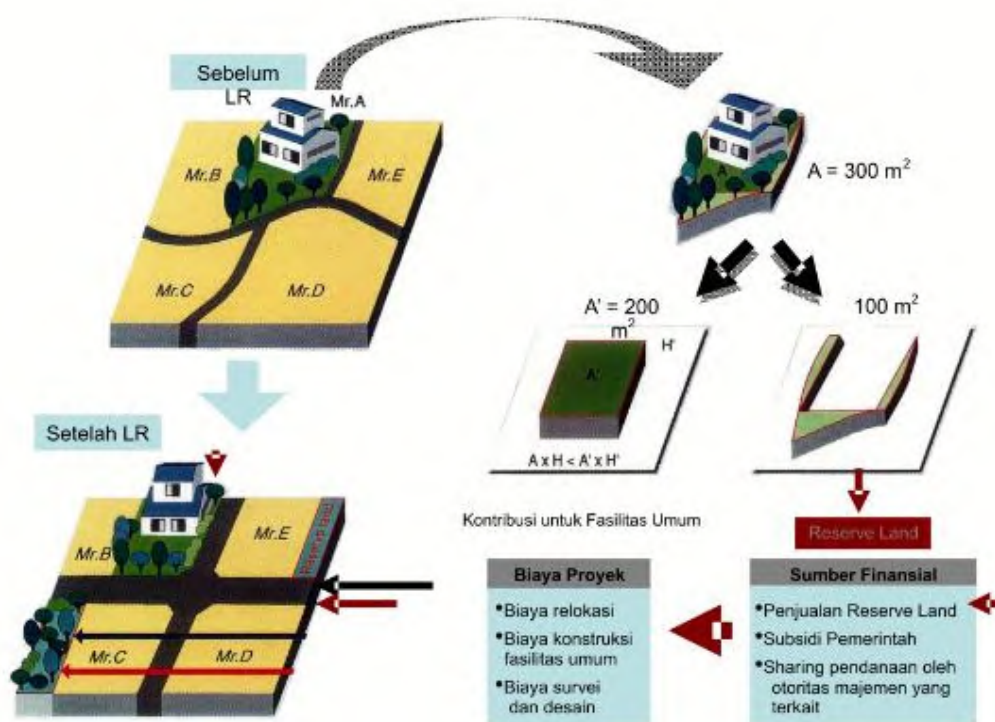 Sebelum
LR
Mr.A
Mr.B
Mr.E
Mr.C
Mr.D
A
A = 300 m²
A' = 200
m²
100 m²
H'
A'
A x H < A' x H'
Setelah LR
Mr.B
Mr.E
Reserve land
Mr.C
Mr.D
Kontribusi untuk Fasilitas Umum
Reserve Land
Biaya Proyek
•Biaya relokasi
•Biaya konstruksi
fasilitas umum
•Biaya survei
dan desain
Sumber Finansial
•Penjualan Reserve Land
•Subsidi Pemerintah
•Sharing pendanaan oleh
otoritas majemen yang
terkait